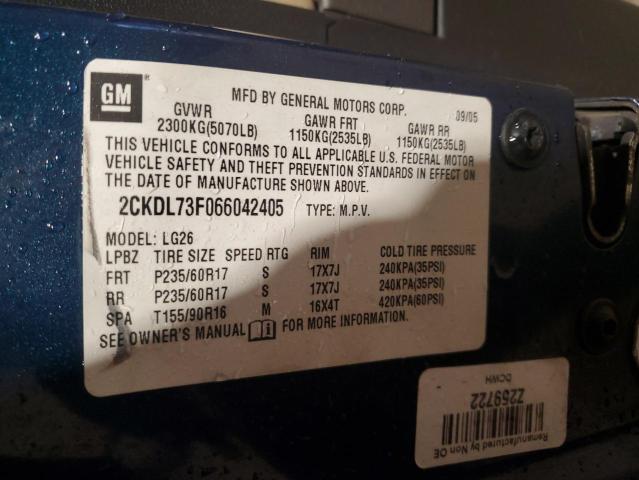 GM®
MFD BY GENERAL MOTORS CORP. 09/05
GVWR GAWR FRT GAWR RR
2300KG(5070LB) 1150KG(2535LB) 1150KG(2535LB)
THIS VEHICLE CONFORMS TO ALL APPLICABLE U.S. FEDERAL MOTOR
VEHICLE SAFETY AND THEFT PREVENTION STANDARDS IN EFFECT ON
THE DATE OF MANUFACTURE SHOWN ABOVE.
2CKDL73F066042405 TYPE: M.P.V.
MODEL: LG26
LPBZ TIRE SIZE SPEED RTG RIM COLD TIRE PRESSURE
FRT P235/60R17 S 17X7J 240KPA(35PSI)
RR P235/60R17 S 17X7J 240KPA(35PSI)
SPA T155/90R16 M 16X4T 420KPA(60PSI)
SEE OWNER'S MANUAL FOR MORE INFORMATION.
Remanufactured by Non OE
Z259722
DCWH